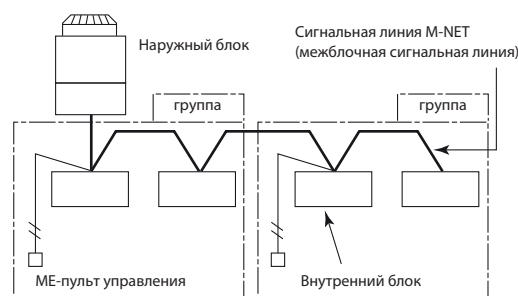 Наружный блок
Сигнальная линия M-NET
(межблочная сигнальная линия)
группа
группа
МЕ-пульт управления
Внутренний блок